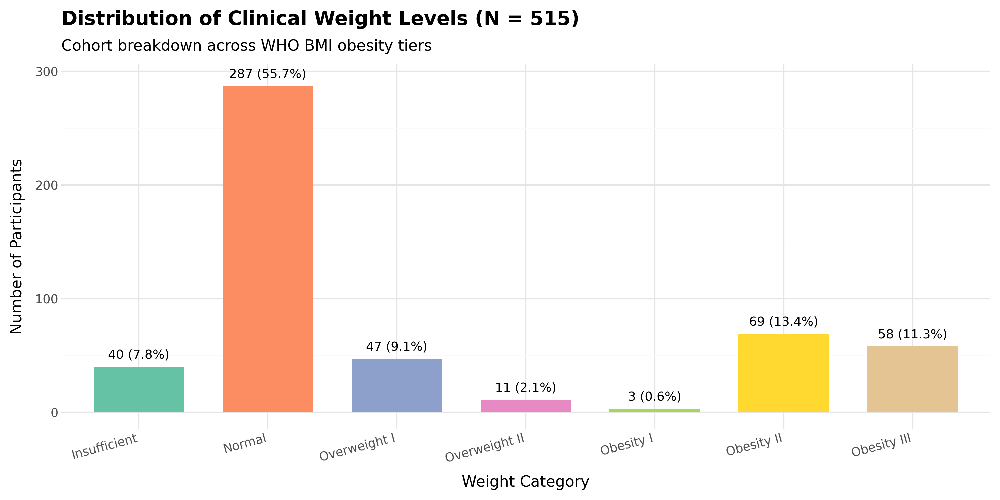 Distribution of Clinical Weight Levels (N = 515)
Cohort breakdown across WHO BMI obesity tiers
Number of Participants
300
200
100
0
40 (7.8%)
287 (55.7%)
47 (9.1%)
11 (2.1%)
3 (0.6%)
69 (13.4%)
58 (11.3%)
Insufficient
Normal
Overweight I
Overweight II
Obesity I
Obesity II
Obesity III
Weight Category